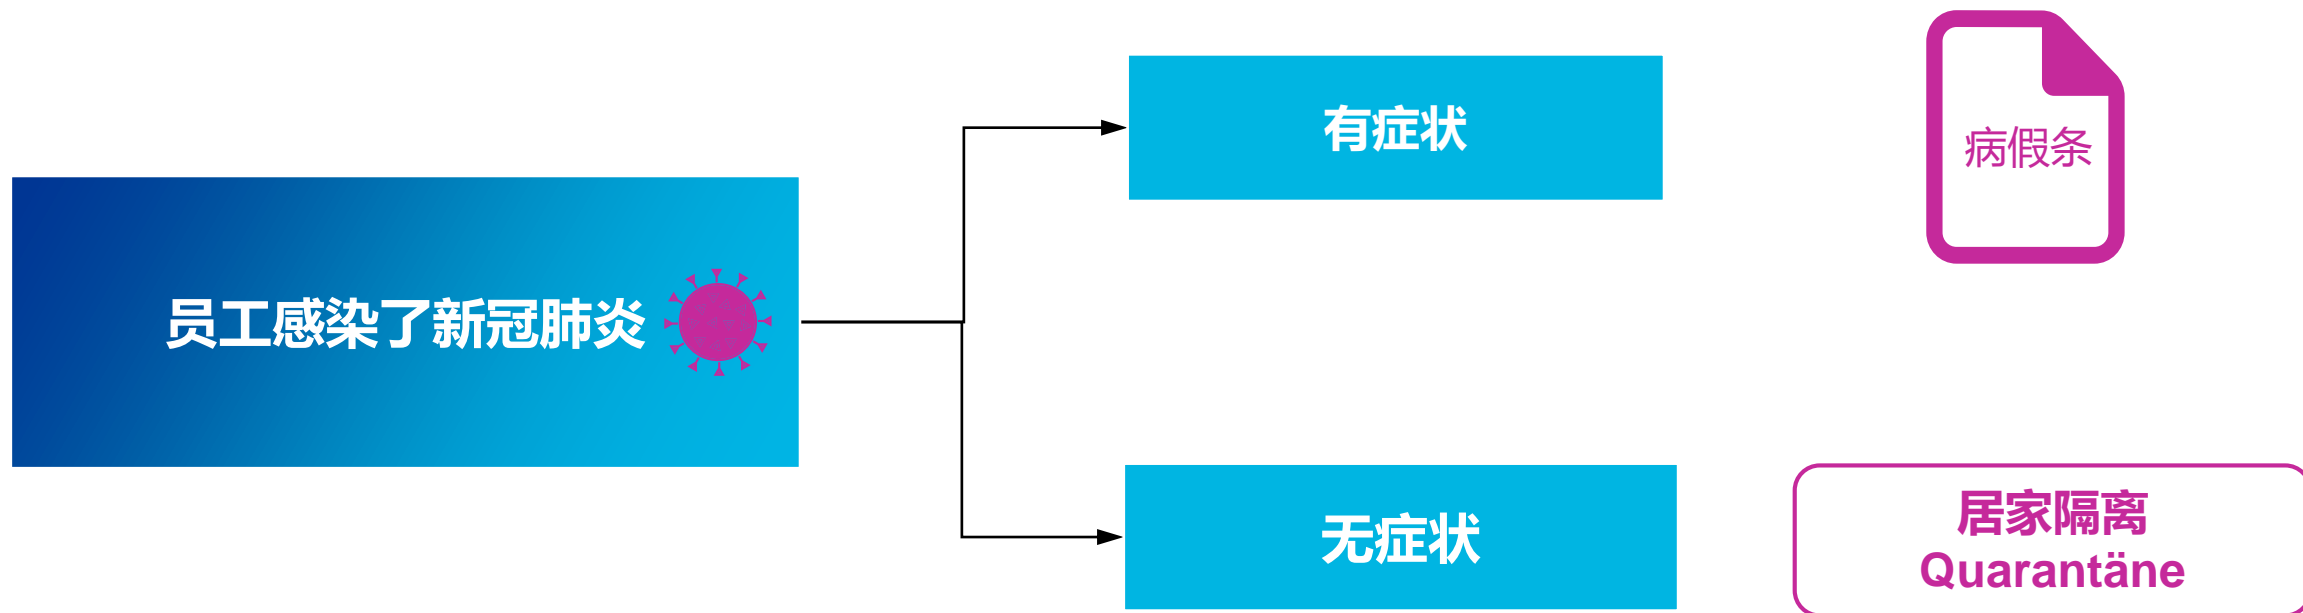 有症状
病假条
员工感染了新冠肺炎
无症状
居家隔离
Quarantäne